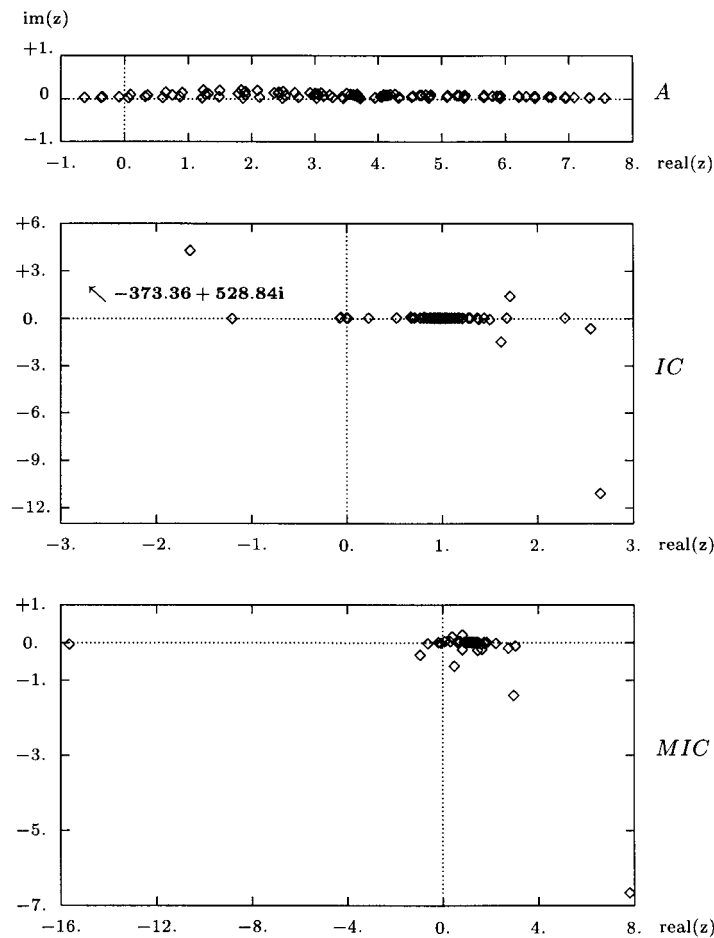 im(z)
+1.
0
−1.
A
−1. 0. 1. 2. 3. 4. 5. 6. 7. 8. real(z)
+6.
+3.
−373.36 + 528.84i
0.
−3.
IC
−6.
−9.
−12.
−3. −2. −1. 0. 1. 2. 3. real(z)
+1.
0.
−1.
−3.
MIC
−5.
−7.
−16. −12. −8. −4. 0. 4. 8. real(z)